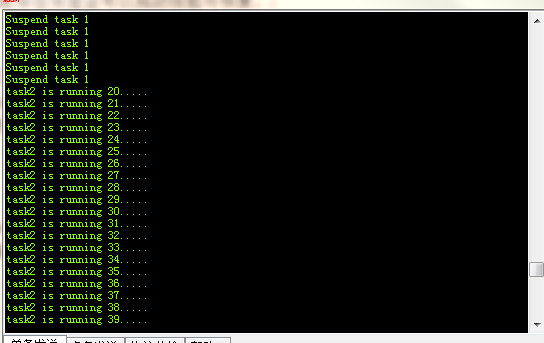 Suspend task 1
Suspend task 1
Suspend task 1
Suspend task 1
Suspend task 1
Suspend task 1
task2 is running 20.....
task2 is running 21.....
task2 is running 22.....
task2 is running 23.....
task2 is running 24.....
task2 is running 25.....
task2 is running 26.....
task2 is running 27.....
task2 is running 28.....
task2 is running 29.....
task2 is running 30.....
task2 is running 31.....
task2 is running 32.....
task2 is running 33.....
task2 is running 34.....
task2 is running 35.....
task2 is running 36.....
task2 is running 37.....
task2 is running 38.....
task2 is running 39.....